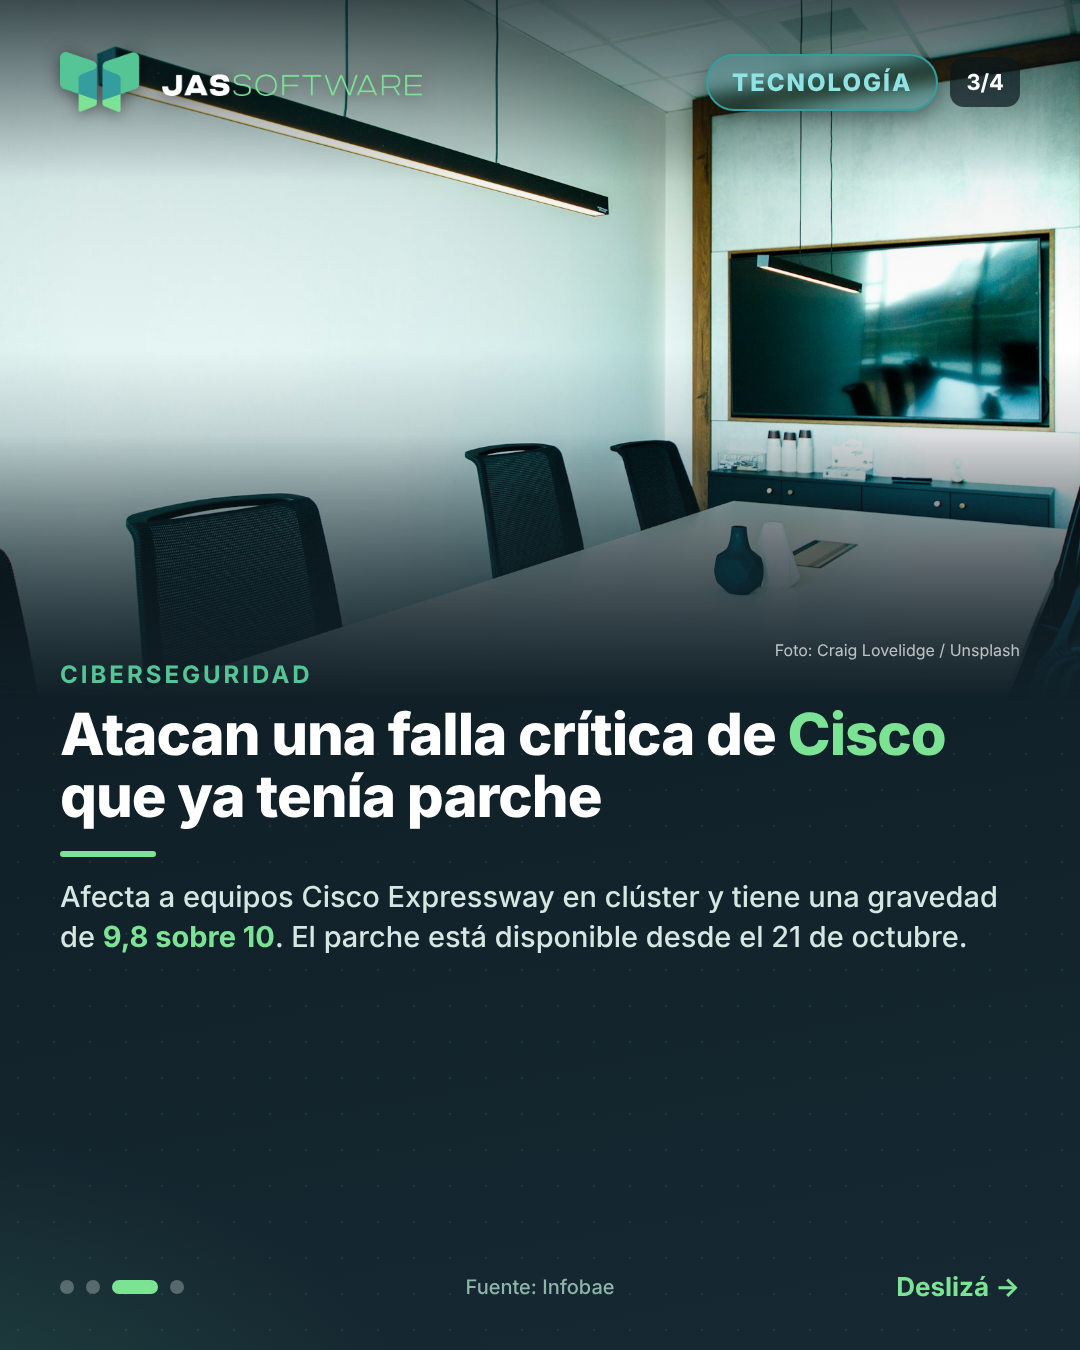 JASSOFTWARE
TECNOLOGÍA
3/4
Foto: Craig Lovelidge / Unsplash
CIBERSEGURIDAD
Atacan una falla crítica de Cisco
que ya tenía parche
Afecta a equipos Cisco Expressway en clúster y tiene una gravedad
de 9,8 sobre 10. El parche está disponible desde el 21 de octubre.
Fuente: Infobae
Deslizá →